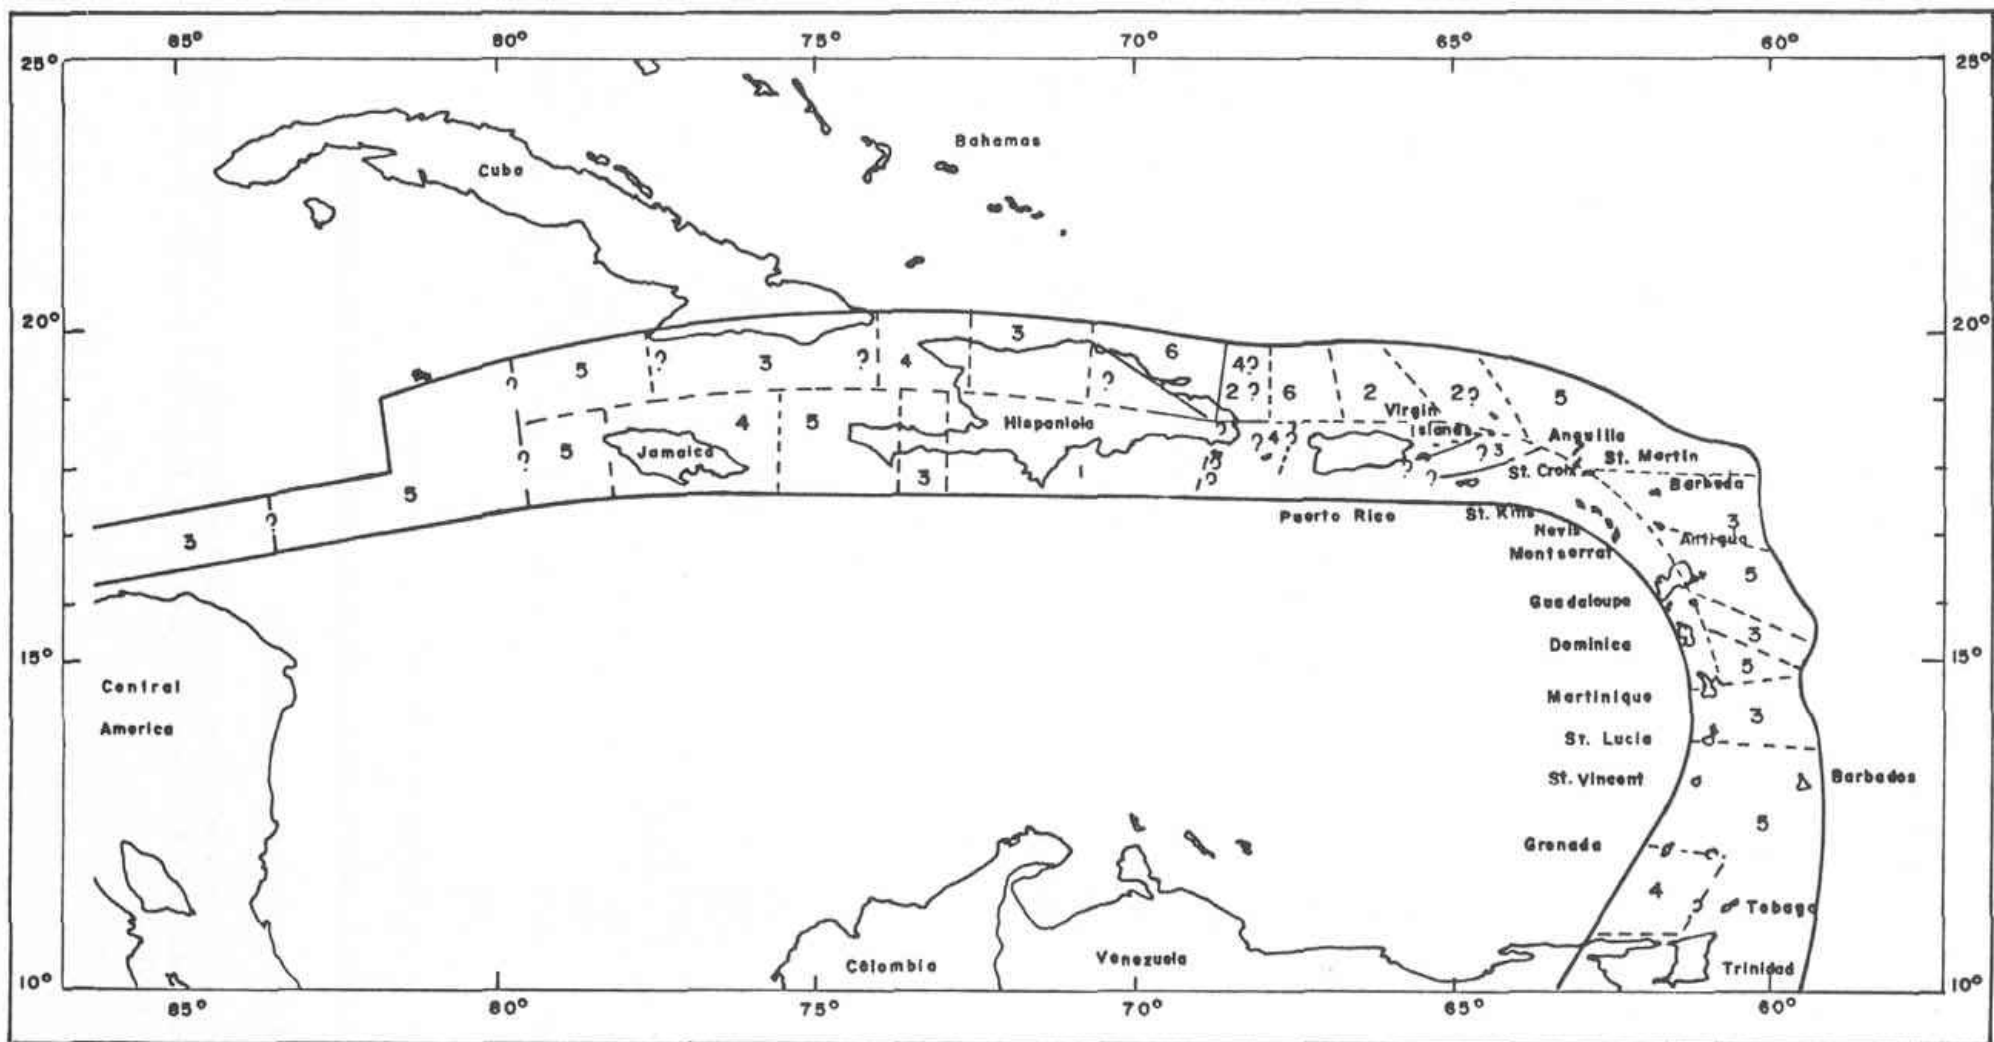 85° 80° 75° 70° 65° 60°
25° 25°
Bahamas
Cuba
20° 20°
3
6
5 ? 3 ? 4 4?
? ? 2? 6 2 2? 5
Virgin
4 5 Hispaniola ? Islands
Anguilla
? 5 Jamaica ? 4 ? ? 3 St. Martin
3 ? ? ? St. Croix
5 Barbuda
Puerto Rico St. Kitts 3
? Nevis Antigua
3 Montserrat
5
Guadaloupe
3
15° Dominica 5 15°
Central
Martinique
3
America
St. Lucia
St. Vincent Barbados
5
Grenada
4
Tobago
Colombia Venezuela Trinidad
10° 10°
85° 80° 75° 70° 65° 60°